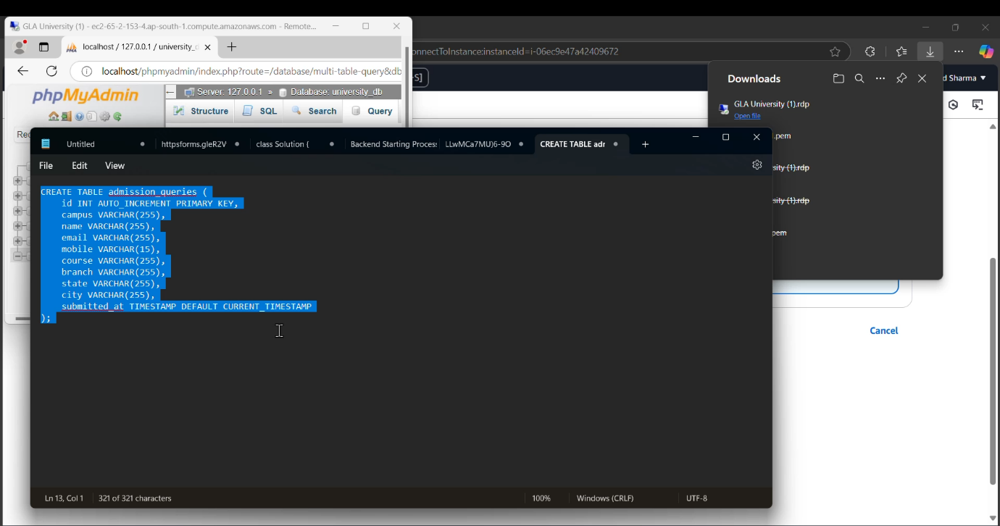 GLA University (1) - ec2-65-2-153-4.ap-south-1.compute.amazonaws.com - Remote...
localhost / 127.0.0.1 / university_
localhost/phpmyadmin/index.php?route=/database/multi-table-query&db
onnectToInstance:instanceId=i-06ec9e47a42409672
-S]
phpMyAdmin
Server: 127.0.0.1 » Database: university_db
Structure SQL Search Query
Rec
Downloads
d Sharma
GLA University (1).rdp
Open file
.pem
sity (1).rdp
sity (1).rdp
pem
Cancel
Untitled
httpsforms.gleR2V
class Solution {
Backend Starting Process
LLwMCa7MU)6-9O
CREATE TABLE adr
File Edit View
CREATE TABLE admission_queries (
id INT AUTO_INCREMENT PRIMARY KEY,
campus VARCHAR(255),
name VARCHAR(255),
email VARCHAR(255),
mobile VARCHAR(15),
course VARCHAR(255),
branch VARCHAR(255),
state VARCHAR(255),
city VARCHAR(255),
submitted_at TIMESTAMP DEFAULT CURRENT_TIMESTAMP
);
Ln 13, Col 1 321 of 321 characters 100% Windows (CRLF) UTF-8